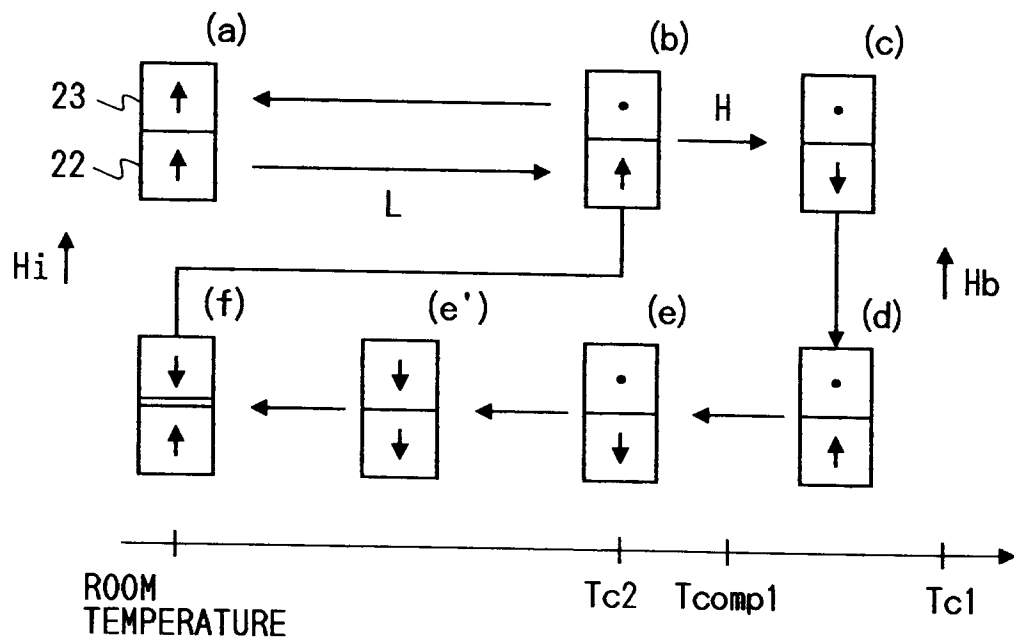 (a)
(b)
(c)
23
H
22
L
Hi
Hb
(f)
(e')
(e)
(d)
ROOM
TEMPERATURE
Tc2
Tcomp1
Tc1